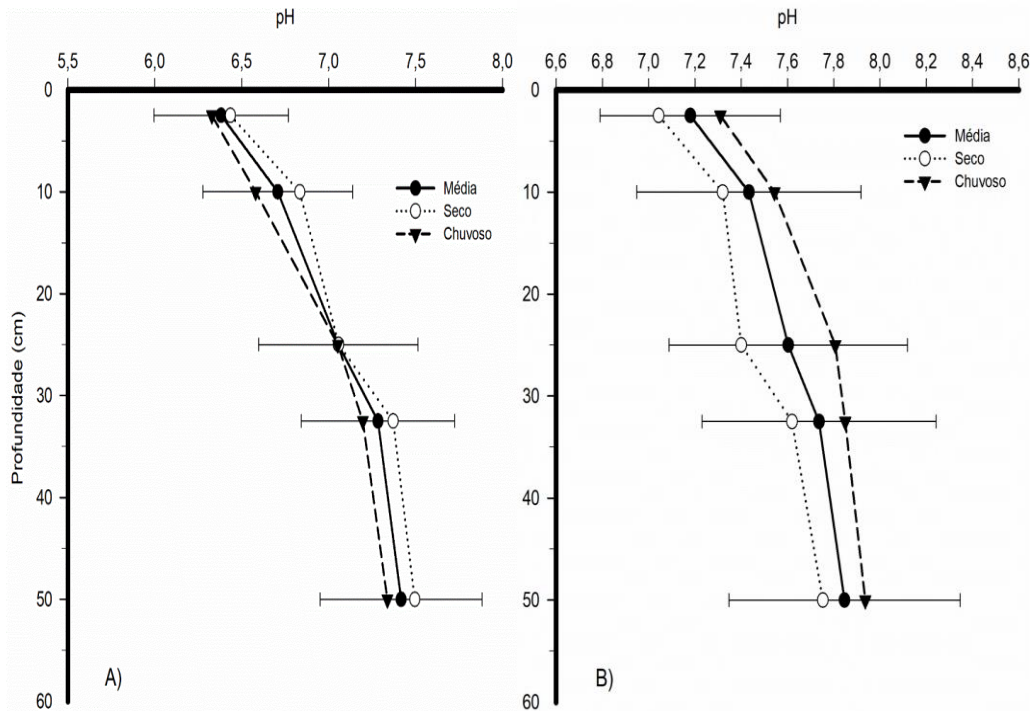 pH
5,5 6,0 6,5 7,0 7,5 8,0
0
10
20
30
40
50
60
Profundidade (cm)
Média
Seco
Chuvoso
A)
pH
6,6 6,8 7,0 7,2 7,4 7,6 7,8 8,0 8,2 8,4 8,6
0
10
20
30
40
50
60
Média
Seco
Chuvoso
B)